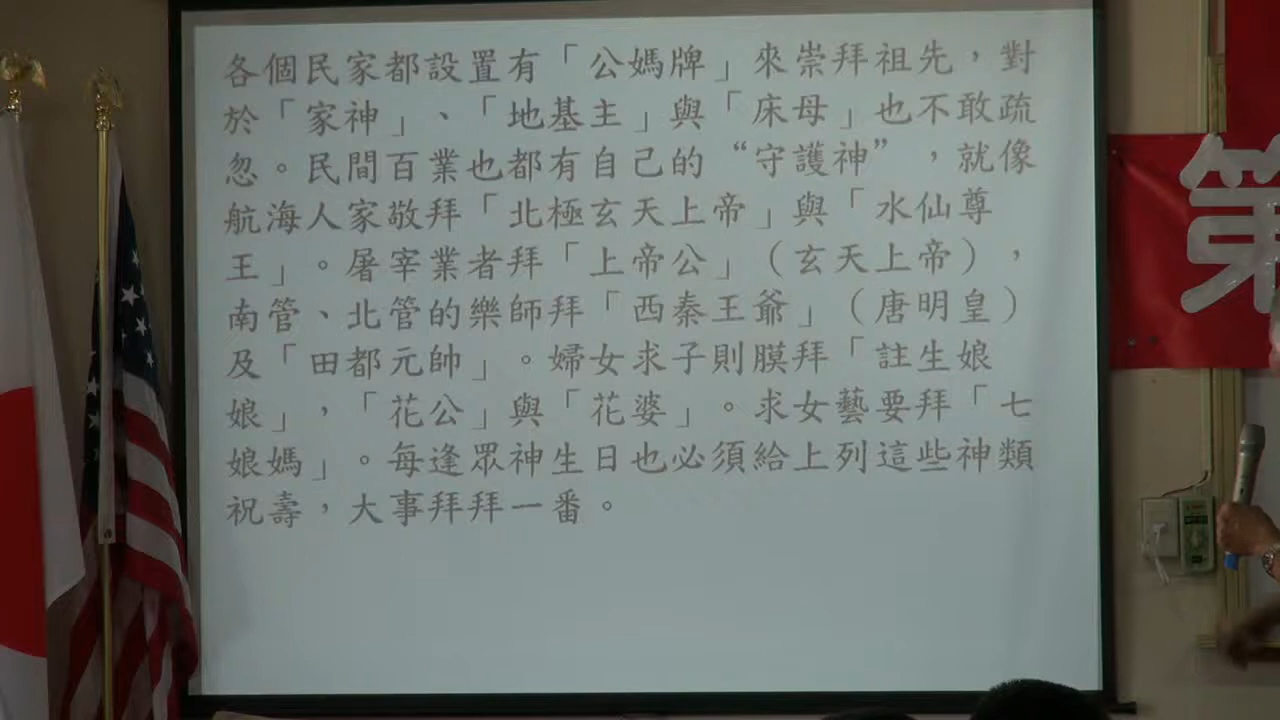 各個民家都設置有「公媽牌」來崇拜祖先，對
於「家神」、「地基主」與「床母」也不敢疏
忽。民間百業也都有自己的“守護神”，就像
航海人家敬拜「北極玄天上帝」與「水仙尊
王」。屠宰業者拜「上帝公」（玄天上帝），
南管、北管的樂師拜「西秦王爺」（唐明皇）
及「田都元帥」。婦女求子則膜拜「註生娘
娘」，「花公」與「花婆」。求女藝要拜「七
娘媽」。每逢眾神生日也必須給上列這些神類
祝壽，大事拜拜一番。
第